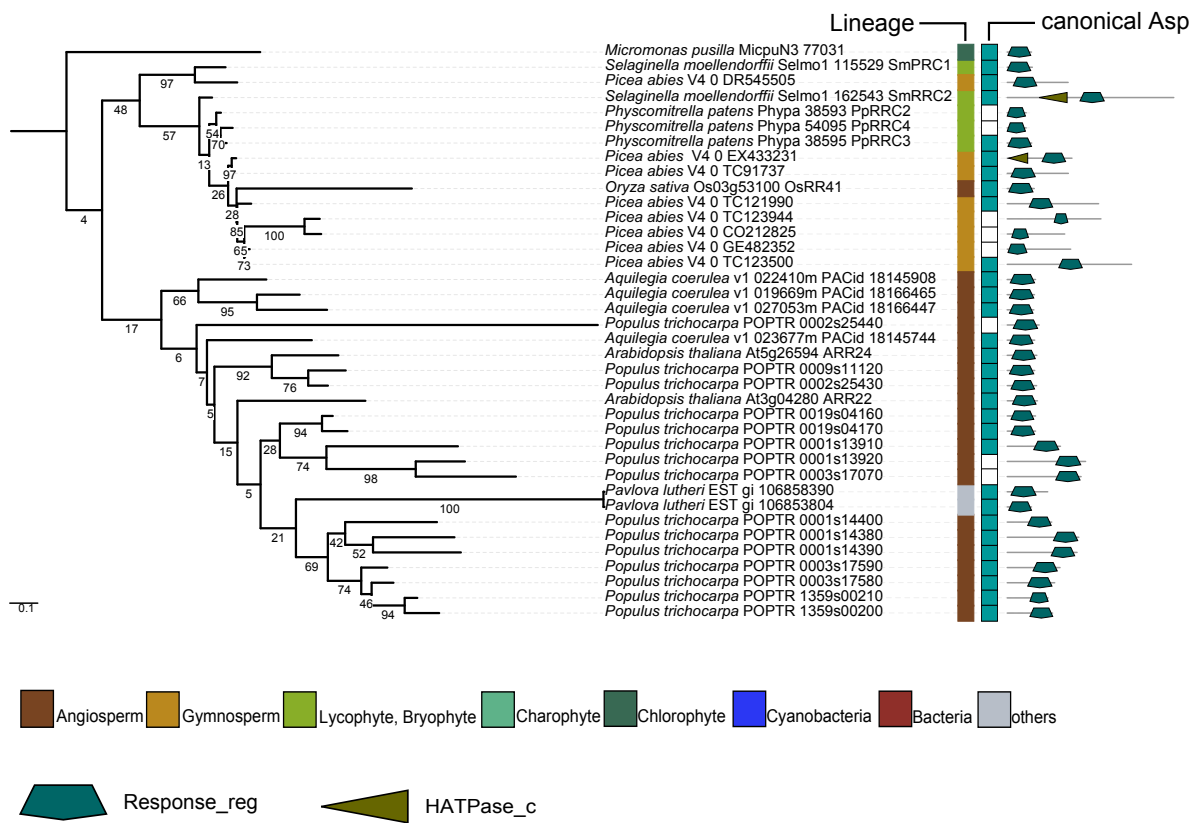 Lineage
canonical Asp
Micromonas pusilla MicpuN3 77031
Selaginella moellendorffii Selmo1 115529 SmPRC1
Picea abies V4 0 DR545505
Selaginella moellendorffii Selmo1 162543 SmRRC2
Physcomitrella patens Phypa 38593 PpRRC2
Physcomitrella patens Phypa 54095 PpRRC4
Physcomitrella patens Phypa 38595 PpRRC3
Picea abies V4 0 EX433231
Picea abies V4 0 TC91737
Oryza sativa Os03g53100 OsRR41
Picea abies V4 0 TC121990
Picea abies V4 0 TC123944
Picea abies V4 0 CO212825
Picea abies V4 0 GE482352
Picea abies V4 0 TC123500
Aquilegia coerulea v1 022410m PACid 18145908
Aquilegia coerulea v1 019669m PACid 18166465
Aquilegia coerulea v1 027053m PACid 18166447
Populus trichocarpa POPTR 0002s25440
Aquilegia coerulea v1 023677m PACid 18145744
Arabidopsis thaliana At5g26594 ARR24
Populus trichocarpa POPTR 0009s11120
Populus trichocarpa POPTR 0002s25430
Arabidopsis thaliana At3g04280 ARR22
Populus trichocarpa POPTR 0019s04160
Populus trichocarpa POPTR 0019s04170
Populus trichocarpa POPTR 0001s13910
Populus trichocarpa POPTR 0001s13920
Populus trichocarpa POPTR 0003s17070
Pavlova lutheri EST gi 106858390
Pavlova lutheri EST gi 106853804
Populus trichocarpa POPTR 0001s14400
Populus trichocarpa POPTR 0001s14380
Populus trichocarpa POPTR 0001s14390
Populus trichocarpa POPTR 0003s17590
Populus trichocarpa POPTR 0003s17580
Populus trichocarpa POPTR 1359s00210
Populus trichocarpa POPTR 1359s00200
97
48
57
54
70
13
97
26
28
85
100
65
73
4
66
95
17
6
7
92
76
5
15
94
28
74
98
5
100
21
42
52
69
74
46
94
0.1
Angiosperm
Gymnosperm
Lycophyte, Bryophyte
Charophyte
Chlorophyte
Cyanobacteria
Bacteria
others
Response_reg
HATPase_c